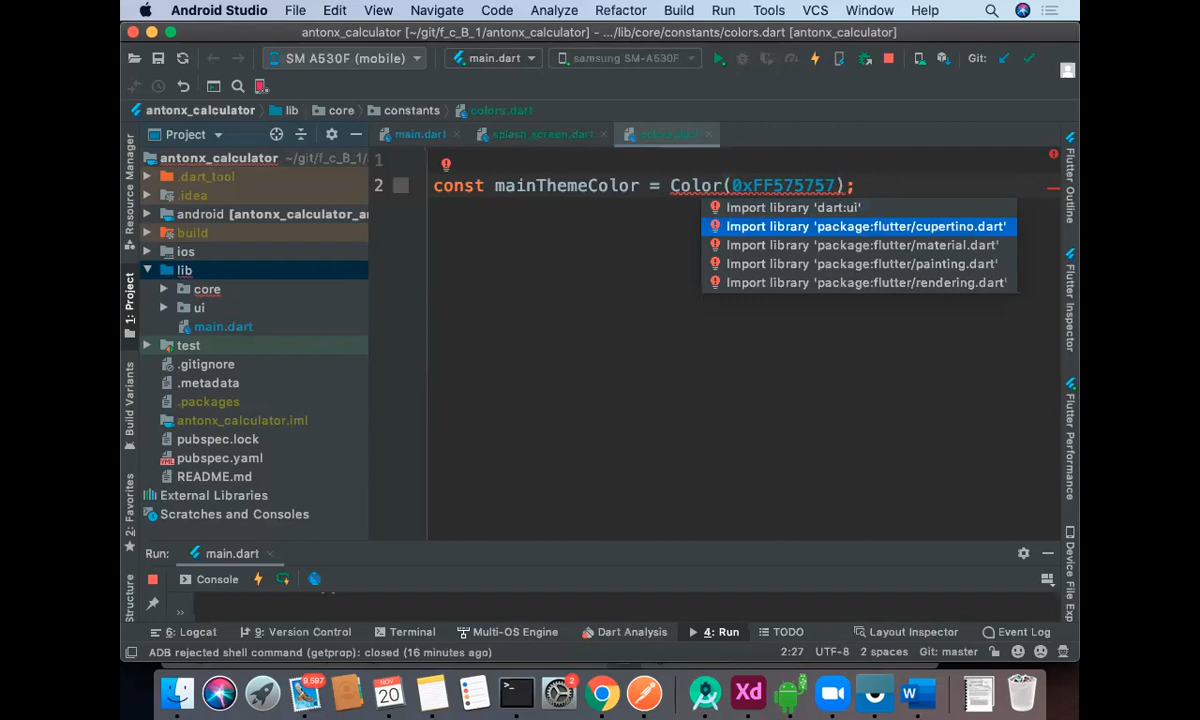 Android Studio File Edit View Navigate Code Analyze Refactor Build Run Tools VCS Window Help
antonx_calculator [~/git/f_c_B_1/antonx_calculator] – .../lib/core/constants/colors.dart [antonx_calculator]
SM A530F (mobile) main.dart samsung SM-A530F Git:
antonx_calculator lib core constants colors.dart
Project main.dart splash_screen.dart colors.dart
antonx_calculator ~/git/f_c_B_1/
.dart_tool
.idea
android [antonx_calculator_an
build
ios
lib
core
ui
main.dart
test
.gitignore
.metadata
.packages
antonx_calculator.iml
pubspec.lock
pubspec.yaml
README.md
External Libraries
Scratches and Consoles
1
2 const mainThemeColor = Color(0xFF575757);
Import library 'dart:ui'
Import library 'package:flutter/cupertino.dart'
Import library 'package:flutter/material.dart'
Import library 'package:flutter/painting.dart'
Import library 'package:flutter/rendering.dart'
Resource Manager
1: Project
Build Variants
2: Favorites
Structure
Flutter Outline
Flutter Inspector
Flutter Performance
Device File Exp
Run: main.dart
Console
6: Logcat 9: Version Control Terminal Multi-OS Engine Dart Analysis 4: Run TODO Layout Inspector Event Log
ADB rejected shell command (getprop): closed (16 minutes ago) 2:27 UTF-8 2 spaces Git: master
9,597
NOV
20
2
Xd
W